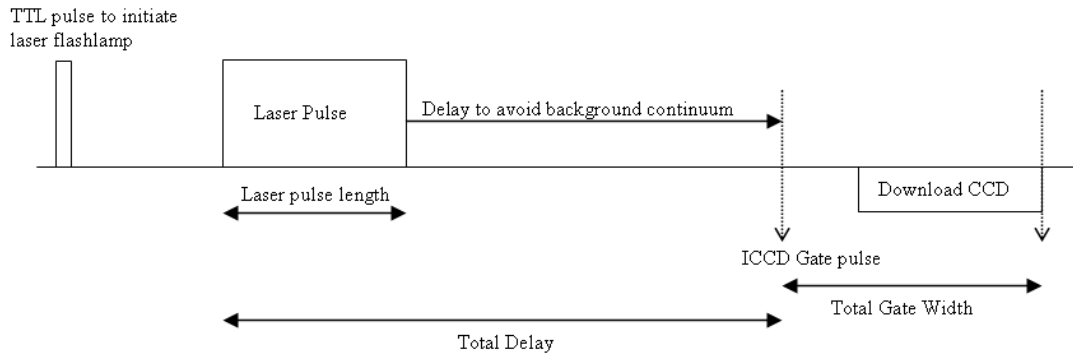 TTL pulse to initiate
laser flashlamp
Laser Pulse
Delay to avoid background continuum
Laser pulse length
Download CCD
ICCD Gate pulse
Total Gate Width
Total Delay